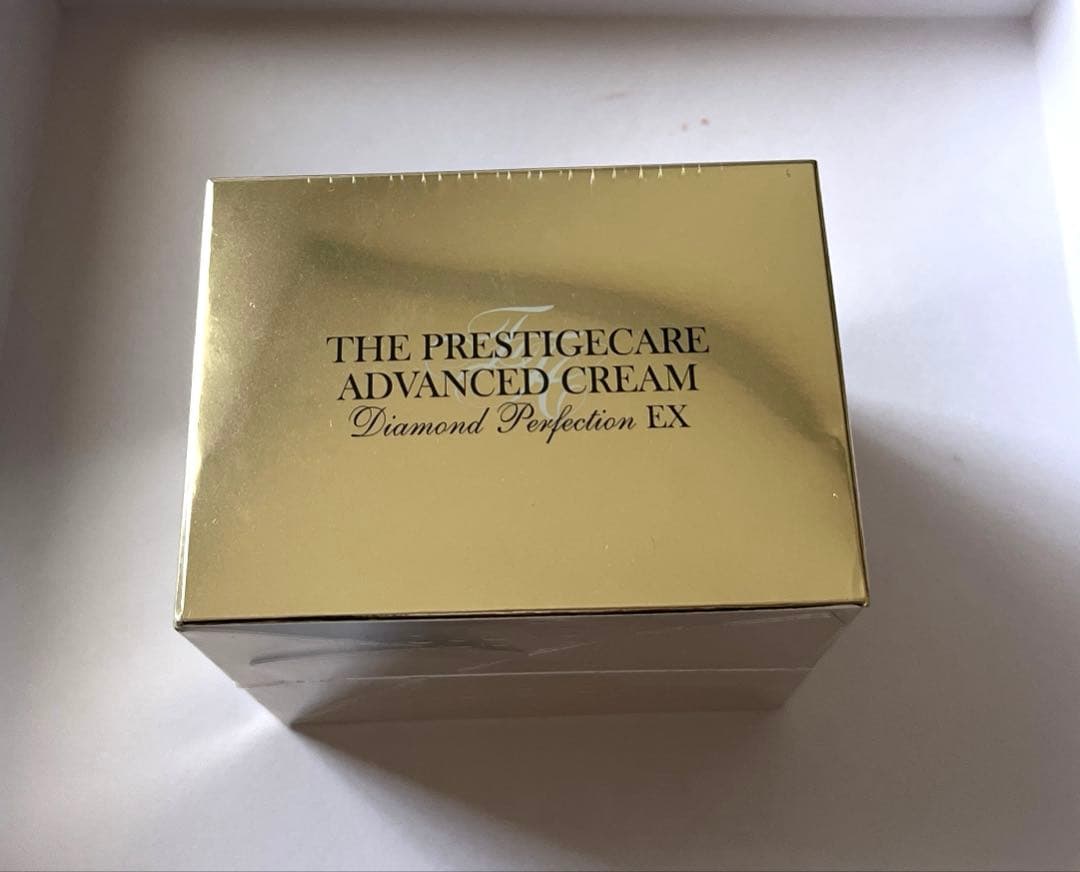 THE PRESTIGECARE
ADVANCED CREAM
Diamond Perfection EX